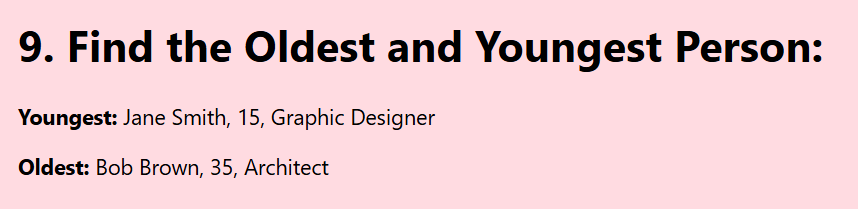 9. Find the Oldest and Youngest Person:
Youngest: Jane Smith, 15, Graphic Designer
Oldest: Bob Brown, 35, Architect